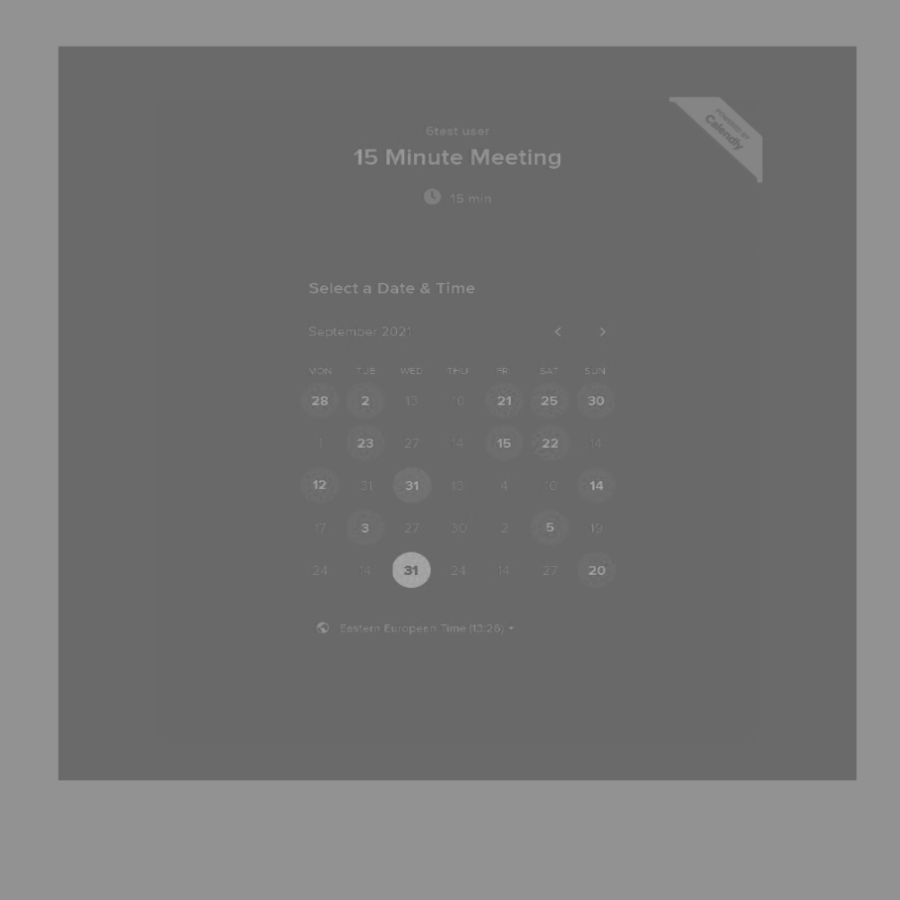 6test user
15 Minute Meeting
15 min
POWERED BY
Calendly
Select a Date & Time
September 2021
< >
MON TUE WED THU FRI SAT SUN
28 2 13 10 21 25 30
1 23 27 14 15 22 14
12 31 31 13 4 10 14
17 3 27 30 2 5 19
24 14 31 24 14 27 20
Eastern European Time (13:28)